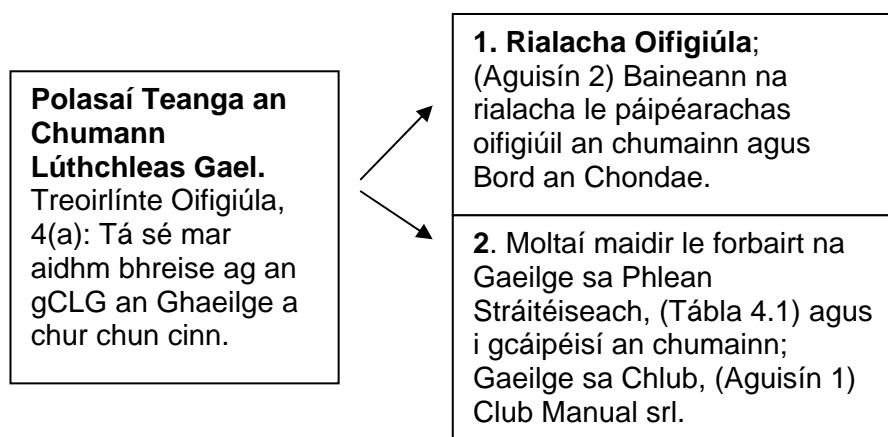 Polasaí Teanga an
Chumann
Lúthchleas Gael.
Treoirlínte Oifigiúla,
4(a): Tá sé mar
aidhm bhreise ag an
gCLG an Ghaeilge a
chur chun cinn.
1. Rialacha Oifigiúla;
(Aguisín 2) Baineann na
rialacha le páipéarachas
oifigiúil an chumainn agus
Bord an Chondae.
2. Moltaí maidir le forbairt na
Gaeilge sa Phlean
Stráitéiseach, (Tábla 4.1) agus
i gcáipéisí an chumainn;
Gaeilge sa Chlub, (Aguisín 1)
Club Manual srl.